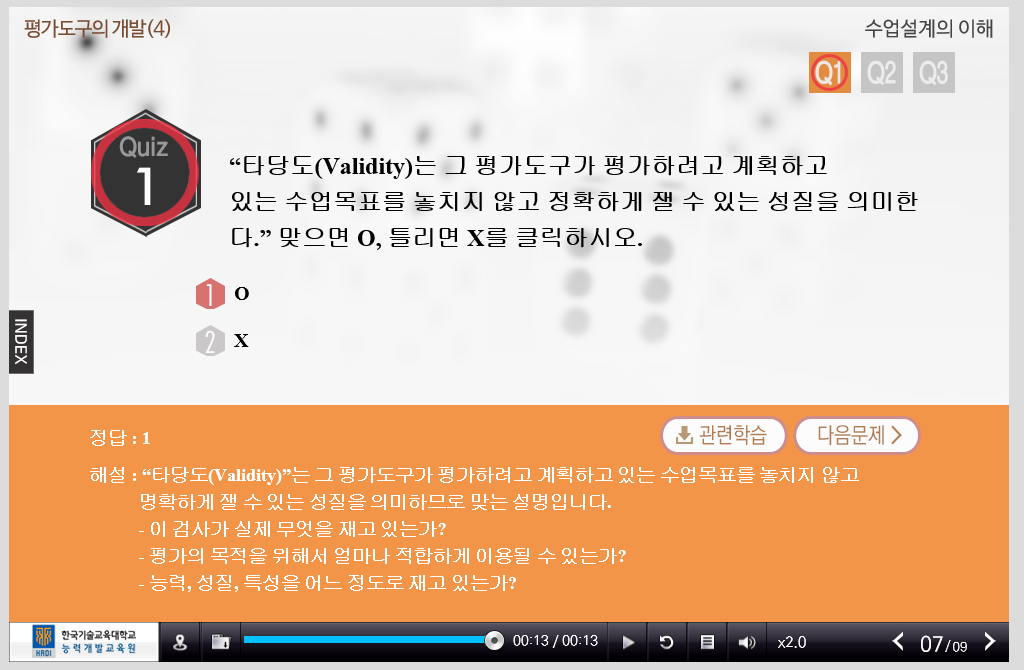 평가도구의 개발(4)
수업설계의 이해
Q1 Q2 Q3
Quiz
1
“타당도(Validity)는 그 평가도구가 평가하려고 계획하고
있는 수업목표를 놓치지 않고 정확하게 잴 수 있는 성질을 의미한
다.” 맞으면 O, 틀리면 X를 클릭하시오.
1 O
2 X
INDEX
정답 : 1
관련학습
다음문제
해설 : “타당도(Validity)”는 그 평가도구가 평가하려고 계획하고 있는 수업목표를 놓치지 않고
명확하게 잴 수 있는 성질을 의미하므로 맞는 설명입니다.
- 이 검사가 실제 무엇을 재고 있는가?
- 평가의 목적을 위해서 얼마나 적합하게 이용될 수 있는가?
- 능력, 성질, 특성을 어느 정도로 재고 있는가?
HRDI
한국기술교육대학교
능력개발교육원
00:13 / 00:13
x2.0
07/09